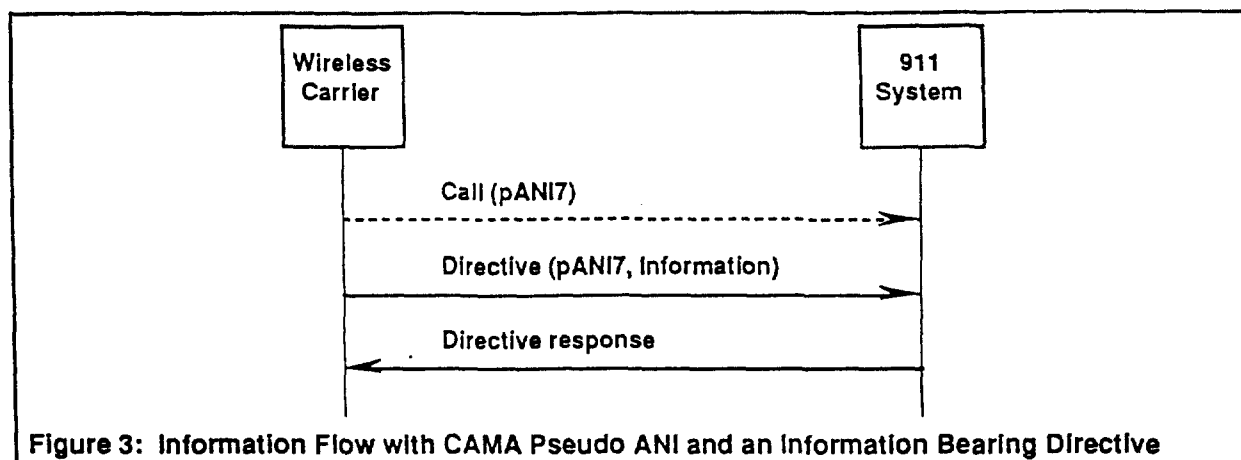 Wireless
Carrier
911
System
Call (pANI7)
Directive (pANI7, Information)
Directive response
Figure 3: Information Flow with CAMA Pseudo ANI and an Information Bearing Directive